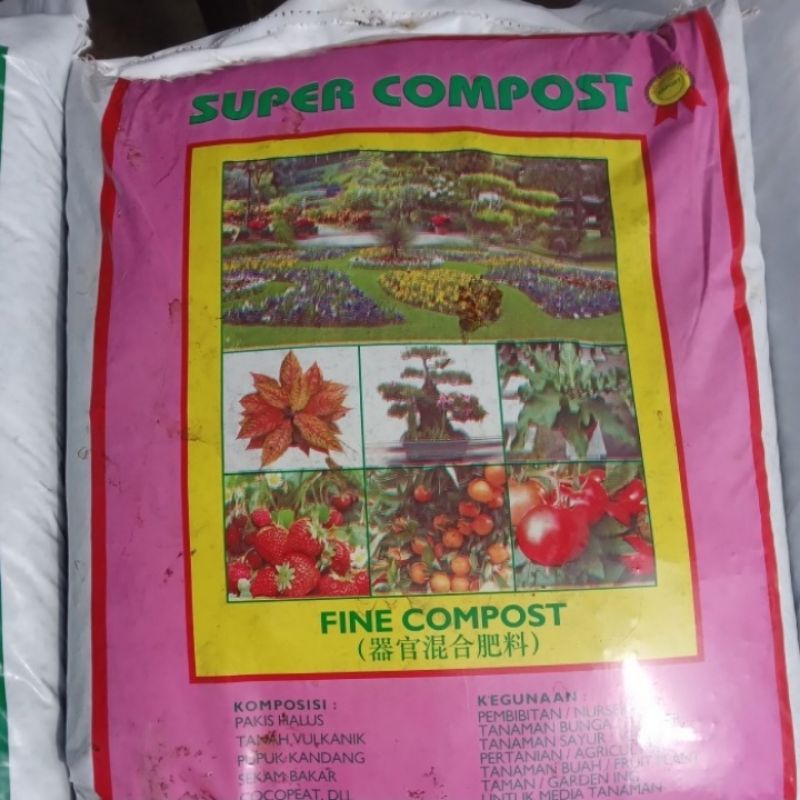 SUPER COMPOST
FINE COMPOST
(器官混合肥料)
KOMPOSISI :
PAKIS HALUS
TANAH VULKANIK
PUPUK KANDANG
SEKAM BAKAR
COCOPEAT, DLL
KEGUNAAN :
PEMBIBITAN / NURSERY
TANAMAN BUNGA /
TANAMAN SAYUR /
PERTANIAN /
TANAMAN BUAH / FRUIT PLANT
TAMAN / GARDEN ING
UNTUK MEDIA TANAMAN